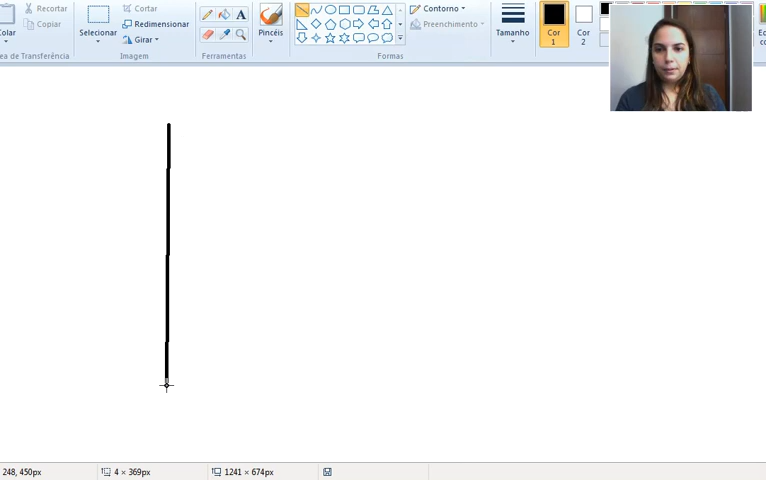 Colar
Recortar
Copiar
Área de Transferência
Selecionar
Cortar
Redimensionar
Girar
Imagem
A
Ferramentas
Pincéis
Contorno
Preenchimento
Formas
Tamanho
Cor
1
Cor
2
248, 450px
4 × 369px
1241 × 674px